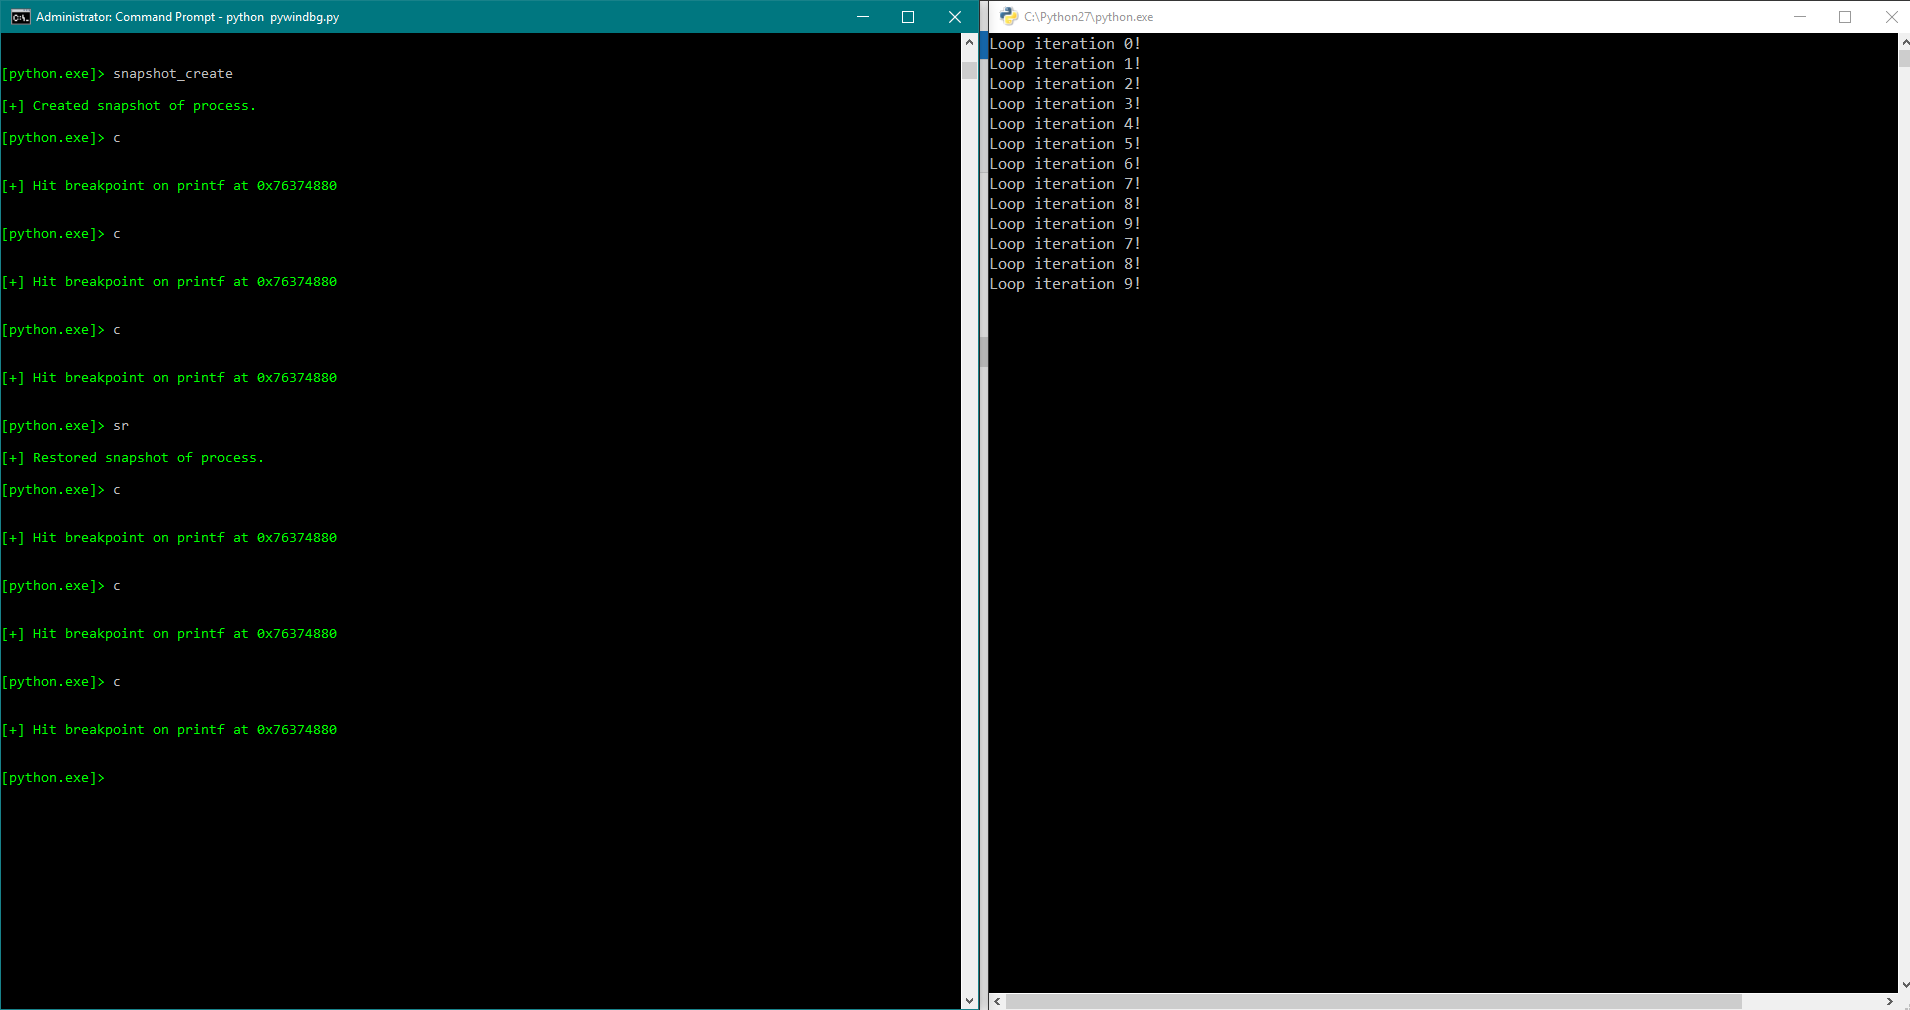 Administrator: Command Prompt - python  pywindbg.py
[python.exe]> snapshot_create
[+] Created snapshot of process.
[python.exe]> c
[+] Hit breakpoint on printf at 0x76374880
[python.exe]> c
[+] Hit breakpoint on printf at 0x76374880
[python.exe]> c
[+] Hit breakpoint on printf at 0x76374880
[python.exe]> sr
[+] Restored snapshot of process.
[python.exe]> c
[+] Hit breakpoint on printf at 0x76374880
[python.exe]> c
[+] Hit breakpoint on printf at 0x76374880
[python.exe]> c
[+] Hit breakpoint on printf at 0x76374880
[python.exe]>
C:\Python27\python.exe
Loop iteration 0!
Loop iteration 1!
Loop iteration 2!
Loop iteration 3!
Loop iteration 4!
Loop iteration 5!
Loop iteration 6!
Loop iteration 7!
Loop iteration 8!
Loop iteration 9!
Loop iteration 7!
Loop iteration 8!
Loop iteration 9!